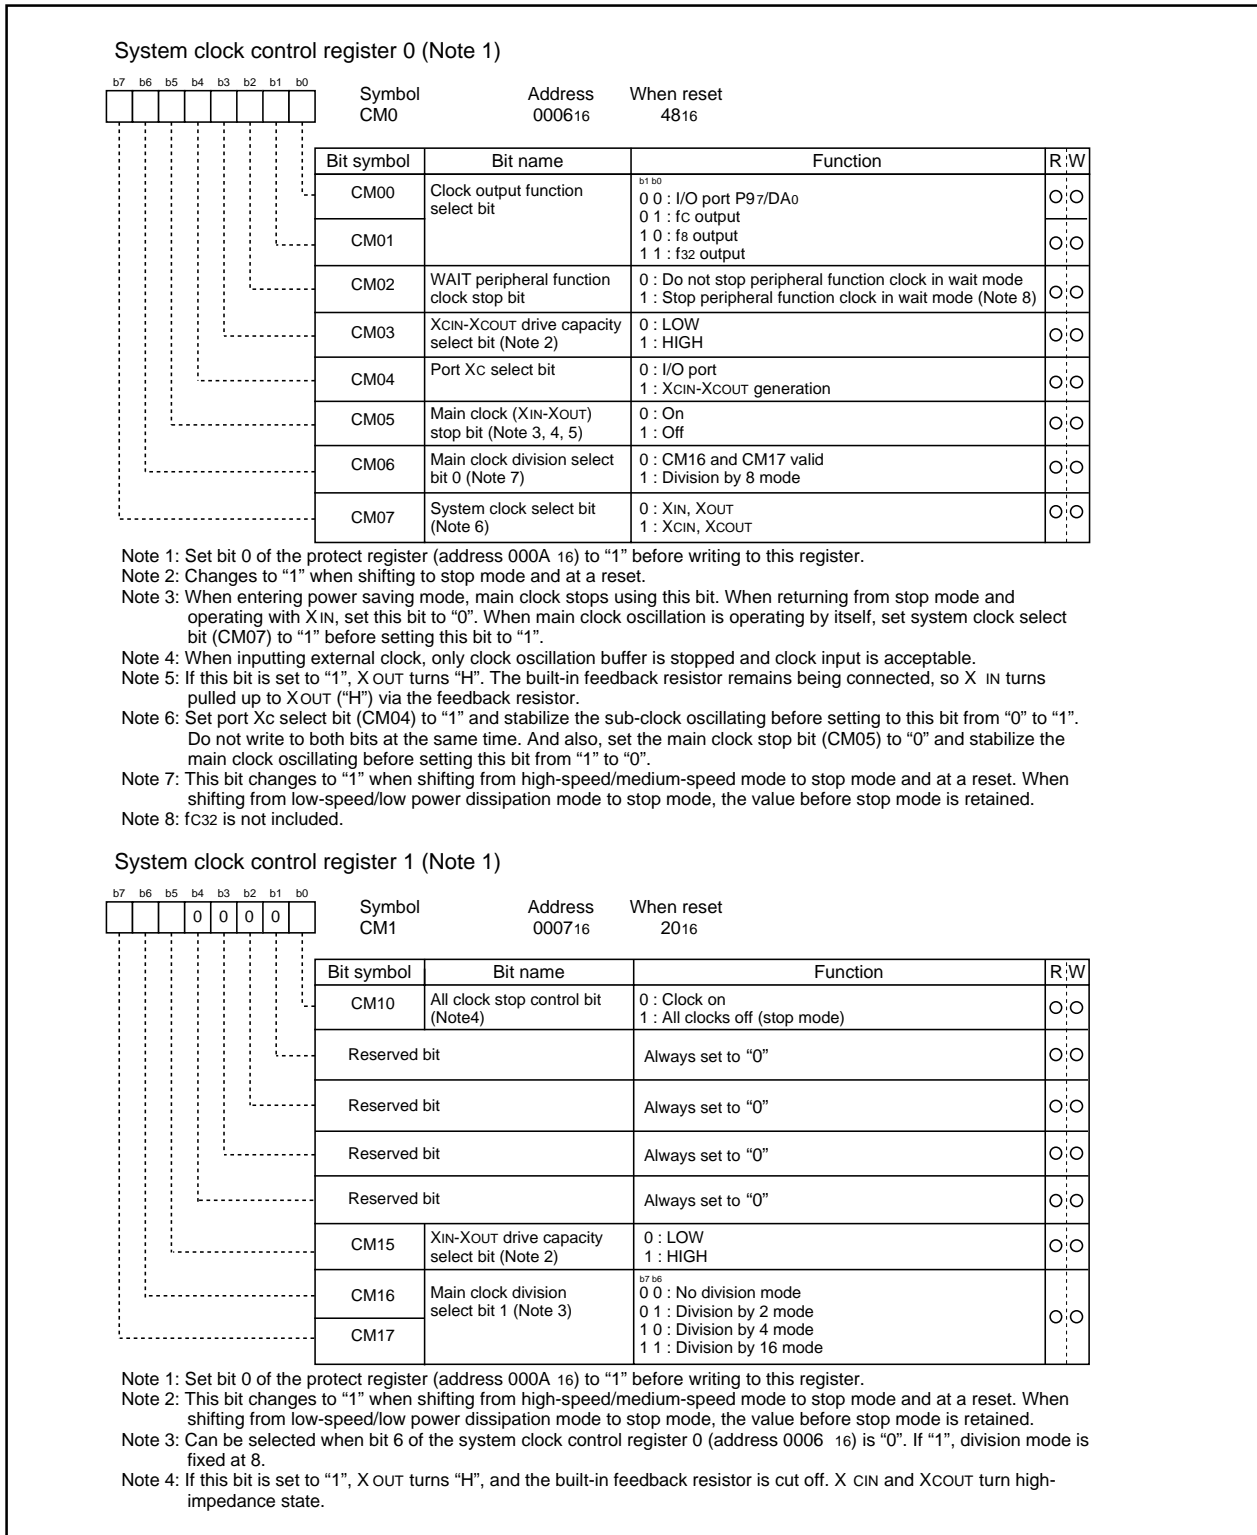 System clock control register 0 (Note 1)
b7 b6 b5 b4 b3 b2 b1 b0
Symbol Address When reset
CM0 000616 4816
Bit symbol Bit name Function R W
CM00 Clock output function select bit
b1 b0
0 0 : I/O port P97/DA0
0 1 : fC output
1 0 : f8 output
1 1 : f32 output
CM01
CM02 WAIT peripheral function clock stop bit
0 : Do not stop peripheral function clock in wait mode
1 : Stop peripheral function clock in wait mode (Note 8)
CM03 XCIN-XCOUT drive capacity select bit (Note 2)
0 : LOW
1 : HIGH
CM04 Port XC select bit
0 : I/O port
1 : XCIN-XCOUT generation
CM05 Main clock (XIN-XOUT) stop bit (Note 3, 4, 5)
0 : On
1 : Off
CM06 Main clock division select bit 0 (Note 7)
0 : CM16 and CM17 valid
1 : Division by 8 mode
CM07 System clock select bit (Note 6)
0 : XIN, XOUT
1 : XCIN, XCOUT
Note 1: Set bit 0 of the protect register (address 000A 16) to “1” before writing to this register.
Note 2: Changes to “1” when shifting to stop mode and at a reset.
Note 3: When entering power saving mode, main clock stops using this bit. When returning from stop mode and
operating with XIN, set this bit to “0”. When main clock oscillation is operating by itself, set system clock select
bit (CM07) to “1” before setting this bit to “1”.
Note 4: When inputting external clock, only clock oscillation buffer is stopped and clock input is acceptable.
Note 5: If this bit is set to “1”, XOUT turns “H”. The built-in feedback resistor remains being connected, so X IN turns
pulled up to XOUT (“H”) via the feedback resistor.
Note 6: Set port Xc select bit (CM04) to “1” and stabilize the sub-clock oscillating before setting to this bit from “0” to “1”.
Do not write to both bits at the same time. And also, set the main clock stop bit (CM05) to “0” and stabilize the
main clock oscillating before setting this bit from “1” to “0”.
Note 7: This bit changes to “1” when shifting from high-speed/medium-speed mode to stop mode and at a reset. When
shifting from low-speed/low power dissipation mode to stop mode, the value before stop mode is retained.
Note 8: fC32 is not included.
System clock control register 1 (Note 1)
b7 b6 b5 b4 b3 b2 b1 b0
0 0 0 0
Symbol Address When reset
CM1 000716 2016
Bit symbol Bit name Function R W
CM10 All clock stop control bit (Note4)
0 : Clock on
1 : All clocks off (stop mode)
Reserved bit Always set to “0”
Reserved bit Always set to “0”
Reserved bit Always set to “0”
Reserved bit Always set to “0”
CM15 XIN-XOUT drive capacity select bit (Note 2)
0 : LOW
1 : HIGH
CM16 Main clock division select bit 1 (Note 3)
b7 b6
0 0 : No division mode
0 1 : Division by 2 mode
1 0 : Division by 4 mode
1 1 : Division by 16 mode
CM17
Note 1: Set bit 0 of the protect register (address 000A 16) to “1” before writing to this register.
Note 2: This bit changes to “1” when shifting from high-speed/medium-speed mode to stop mode and at a reset. When
shifting from low-speed/low power dissipation mode to stop mode, the value before stop mode is retained.
Note 3: Can be selected when bit 6 of the system clock control register 0 (address 0006 16) is “0”. If “1”, division mode is
fixed at 8.
Note 4: If this bit is set to “1”, XOUT turns “H”, and the built-in feedback resistor is cut off. X CIN and XCOUT turn high-
impedance state.